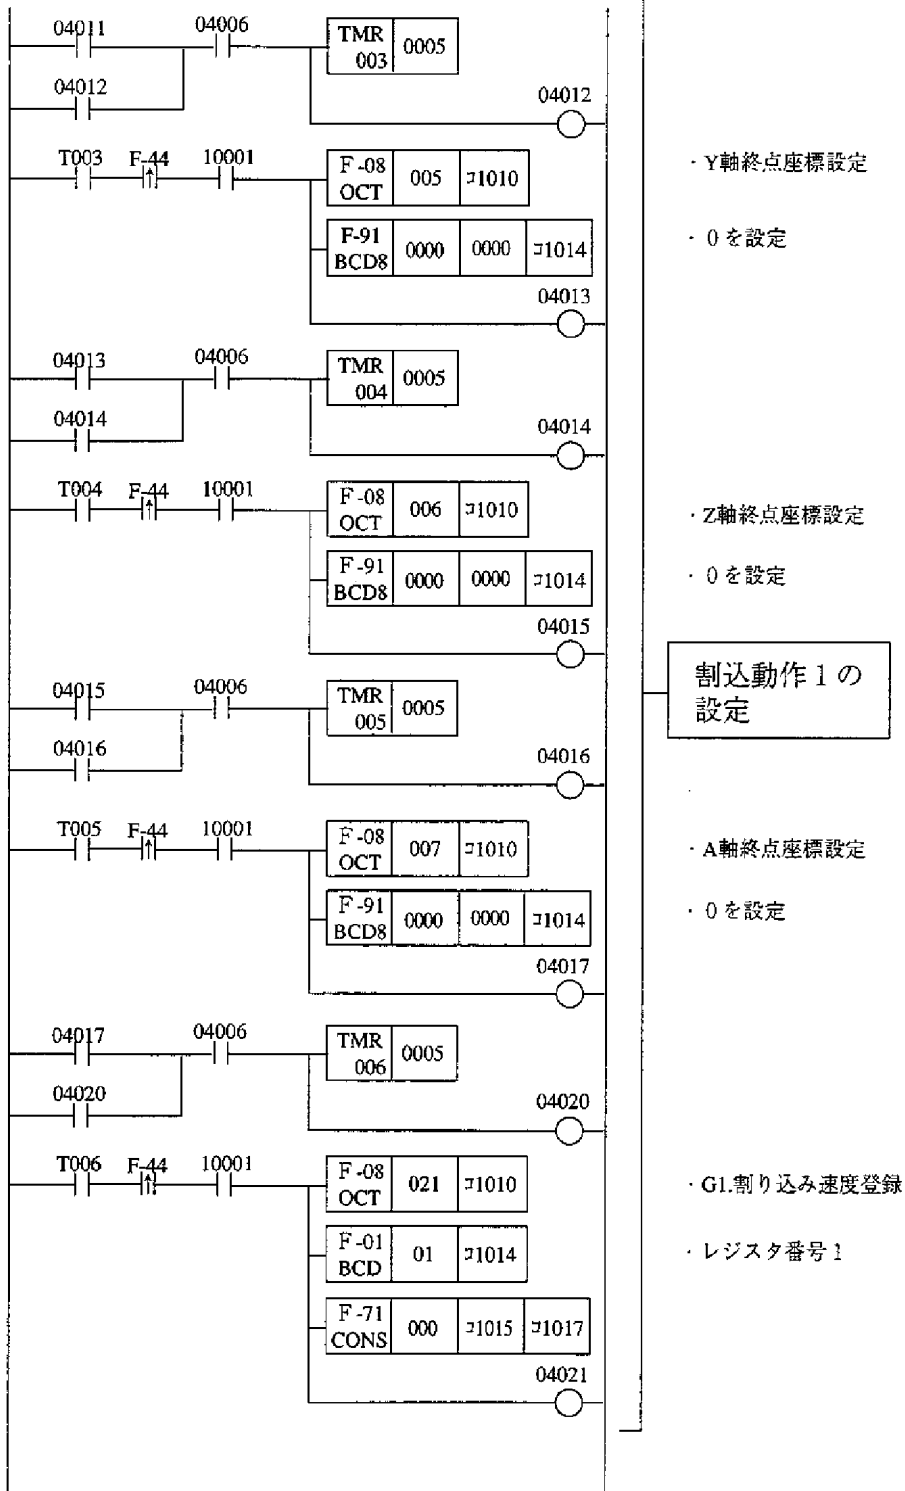 04011 04006 TMR 003 0005
04012 04012
T003 F-44 10001 F-08 OCT 005 コ1010 ・Y軸終点座標設定
F-91 BCD8 0000 0000 コ1014 ・0を設定
04013
04013 04006 TMR 004 0005
04014 04014
T004 F-44 10001 F-08 OCT 006 コ1010 ・Z軸終点座標設定
F-91 BCD8 0000 0000 コ1014 ・0を設定
04015
割込動作1の
設定
04015 04006 TMR 005 0005
04016 04016
T005 F-44 10001 F-08 OCT 007 コ1010 ・A軸終点座標設定
F-91 BCD8 0000 0000 コ1014 ・0を設定
04017
04017 04006 TMR 006 0005
04020 04020
T006 F-44 10001 F-08 OCT 021 コ1010 ・G1.割り込み速度登録
F-01 BCD 01 コ1014 ・レジスタ番号1
F-71 CONS 000 コ1015 コ1017
04021